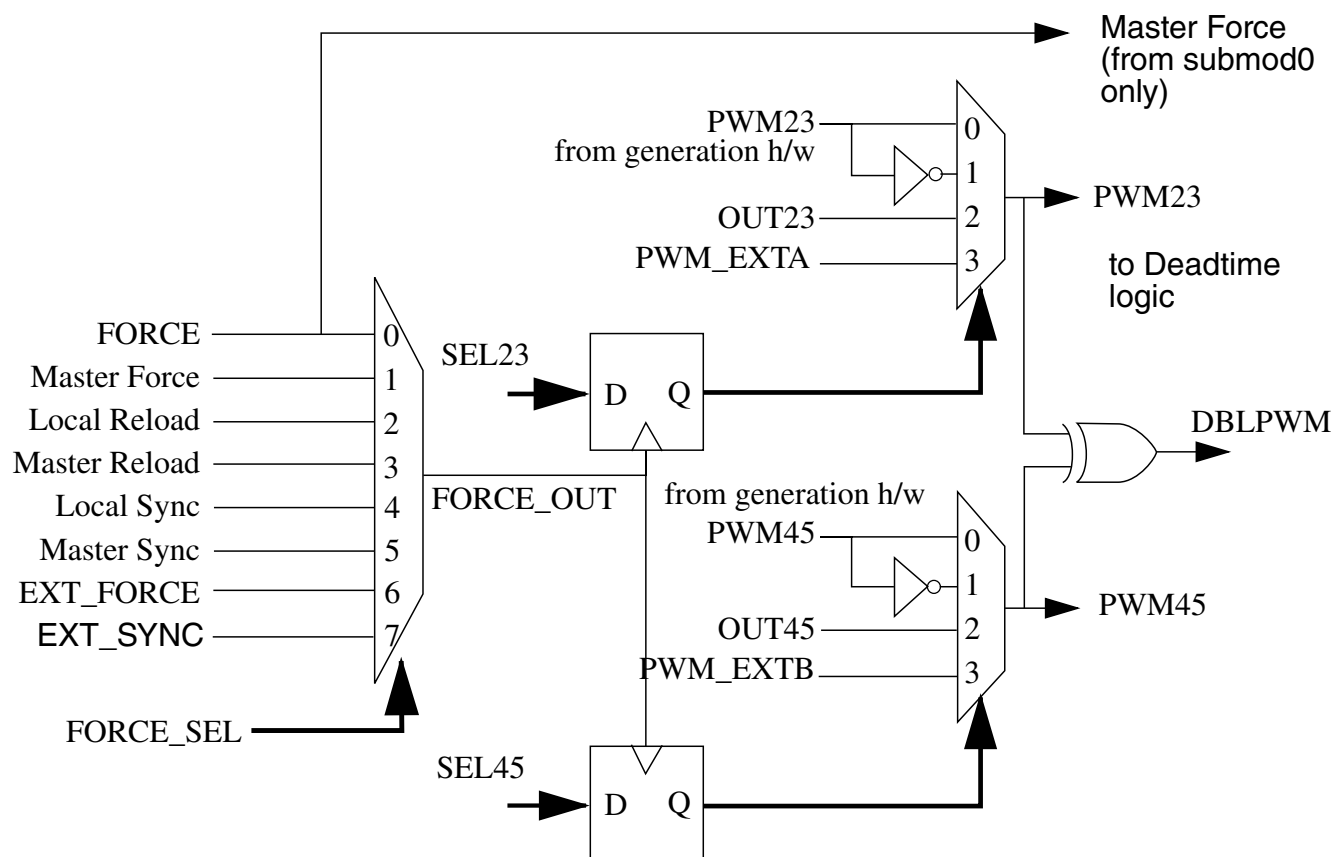 Master Force
(from submod0
only)
PWM23
from generation h/w
0
1
OUT23
2
PWM_EXTA
3
PWM23
to Deadtime
logic
FORCE
0
Master Force
1
Local Reload
2
Master Reload
3
Local Sync
4
Master Sync
5
EXT_FORCE
6
EXT_SYNC
7
FORCE_SEL
FORCE_OUT
SEL23
D
Q
DBLPWM
from generation h/w
PWM45
0
1
OUT45
2
PWM_EXTB
3
PWM45
SEL45
D
Q